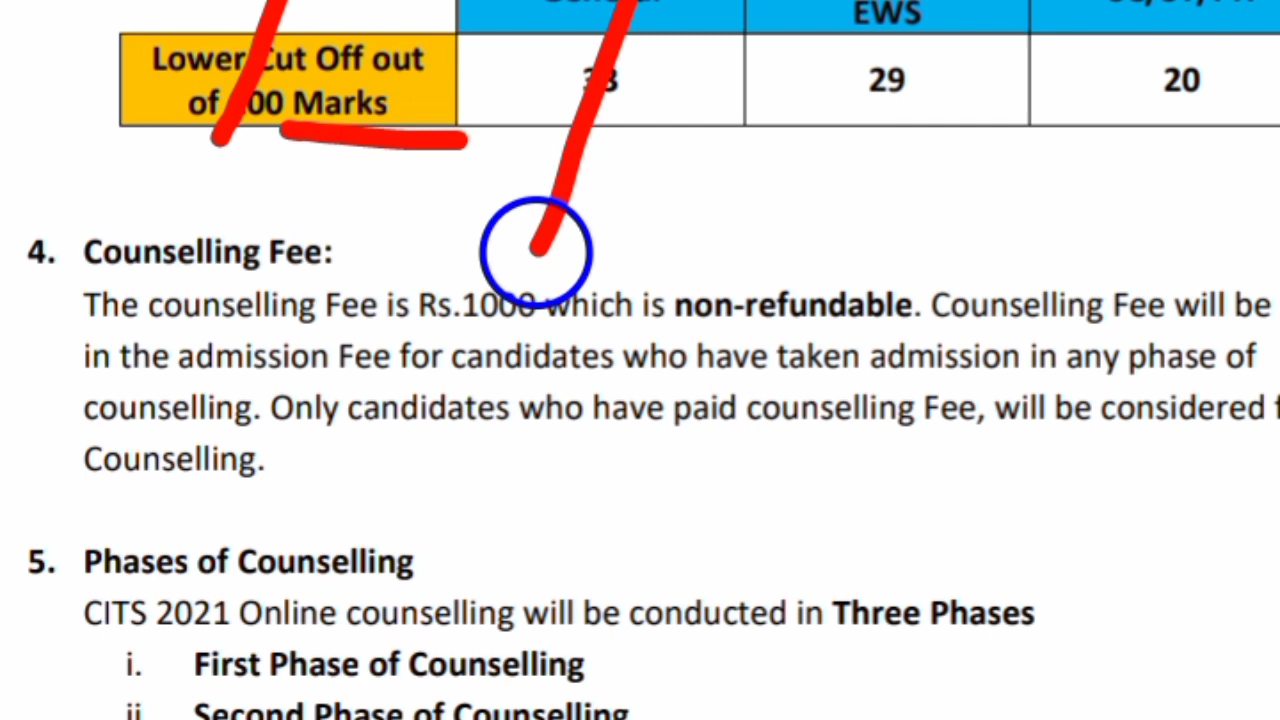 EWS
Lower Cut Off out
of 100 Marks
33 29 20
4. Counselling Fee:
The counselling Fee is Rs.1000 which is non-refundable. Counselling Fee will be
in the admission Fee for candidates who have taken admission in any phase of
counselling. Only candidates who have paid counselling Fee, will be considered
Counselling.
5. Phases of Counselling
CITS 2021 Online counselling will be conducted in Three Phases
i. First Phase of Counselling
ii. Second Phase of Counselling